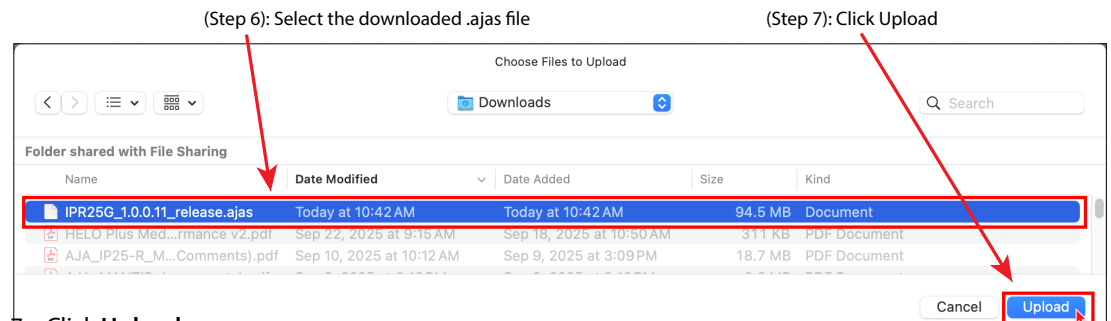 (Step 6): Select the downloaded .ajas file
(Step 7): Click Upload
Choose Files to Upload
Downloads
Search
Folder shared with File Sharing
Name Date Modified Date Added Size Kind
IPR25G_1.0.0.11_release.ajas Today at 10:42 AM Today at 10:42 AM 94.5 MB Document
HELO Plus Med...rmance v2.pdf Sep 22, 2025 at 9:15 AM Sep 18, 2025 at 10:50 AM 311 KB PDF Document
AJA_IP25-R_M...Comments).pdf Sep 10, 2025 at 10:12 AM Sep 9, 2025 at 3:09 PM 18.7 MB PDF Document
Cancel Upload